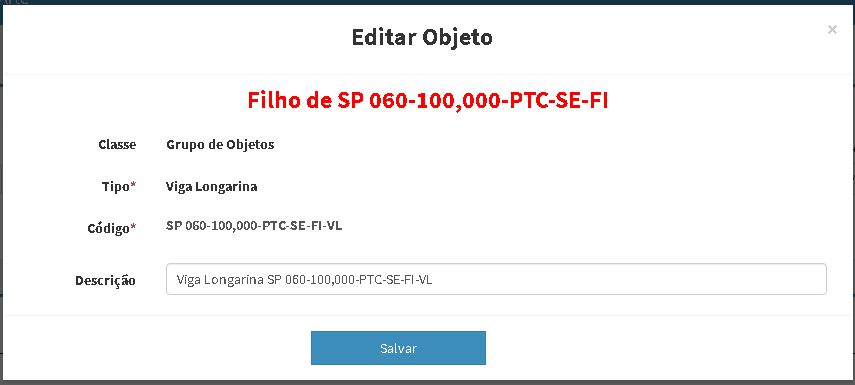 Editar Objeto
×
Filho de SP 060-100,000-PTC-SE-FI
Classe Grupo de Objetos
Tipo* Viga Longarina
Código* SP 060-100,000-PTC-SE-FI-VL
Descrição Viga Longarina SP 060-100,000-PTC-SE-FI-VL
Salvar